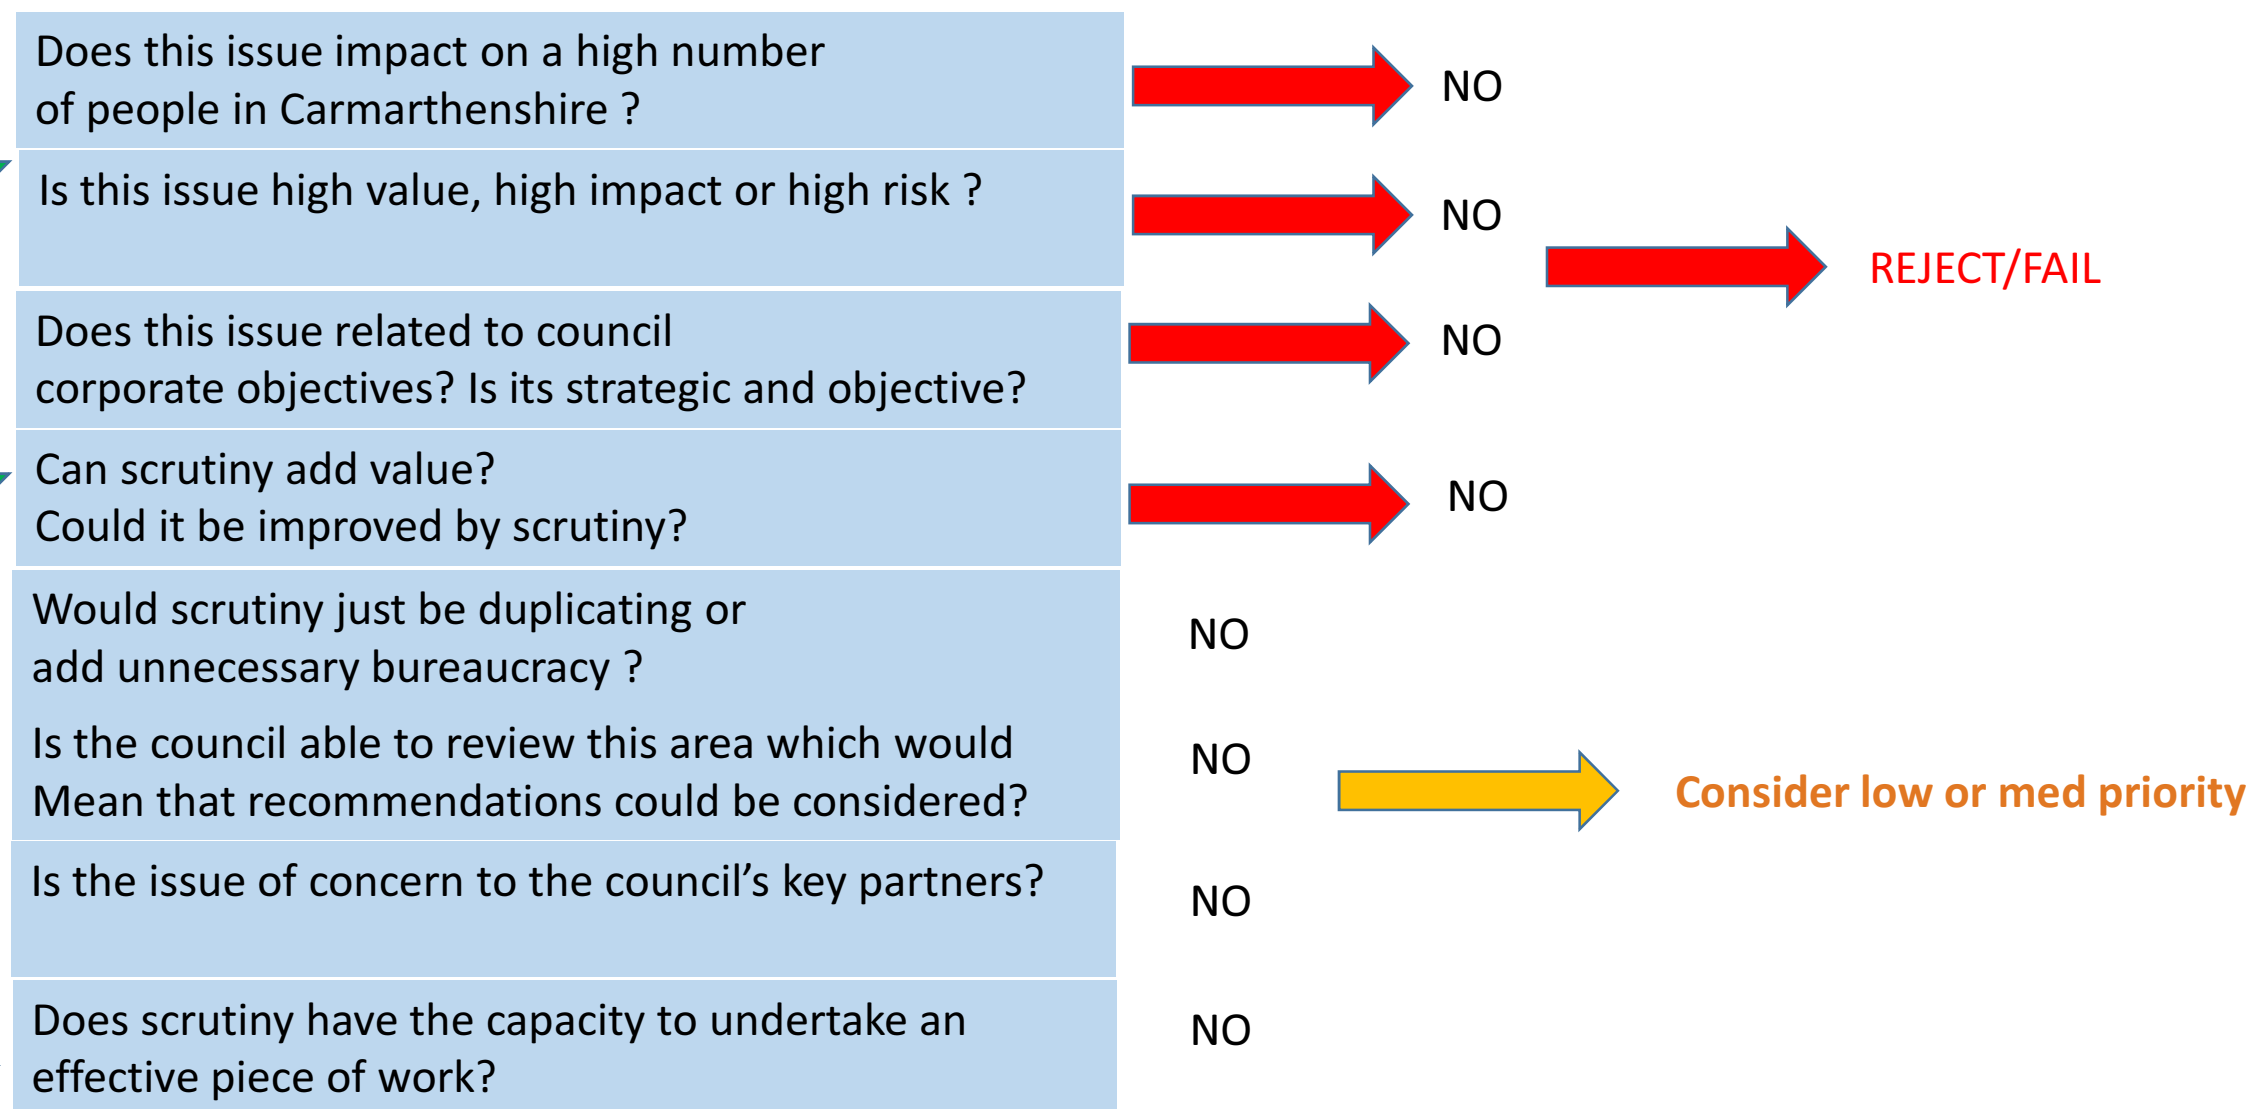 Does this issue impact on a high number
of people in Carmarthenshire ?
NO
Is this issue high value, high impact or high risk ?
NO
REJECT/FAIL
Does this issue related to council
corporate objectives? Is its strategic and objective?
NO
Can scrutiny add value?
Could it be improved by scrutiny?
NO
Would scrutiny just be duplicating or
add unnecessary bureaucracy ?
NO
Is the council able to review this area which would
Mean that recommendations could be considered?
NO
Consider low or med priority
Is the issue of concern to the council’s key partners?
NO
Does scrutiny have the capacity to undertake an
effective piece of work?
NO